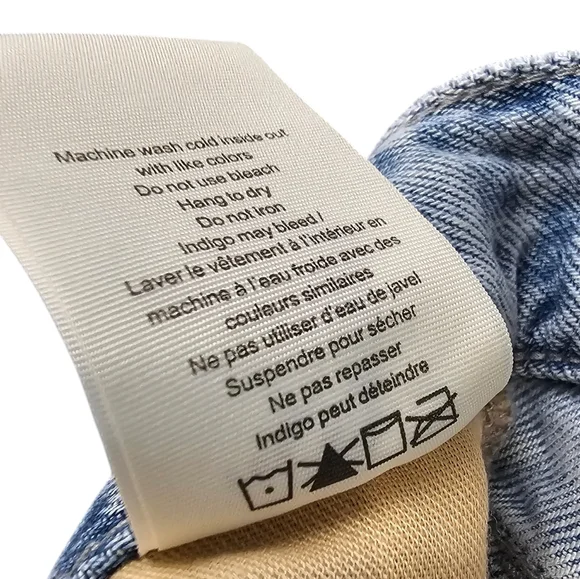 Machine wash cold inside out
with like colors
Do not use bleach
Hang to dry
Do not iron
Indigo may bleed /
Laver le vêtement à l'intérieur en
machine à l'eau froide avec des
couleurs similaires
Ne pas utiliser d'eau de javel
Suspendre pour sécher
Ne pas repasser
Indigo peut déteindre